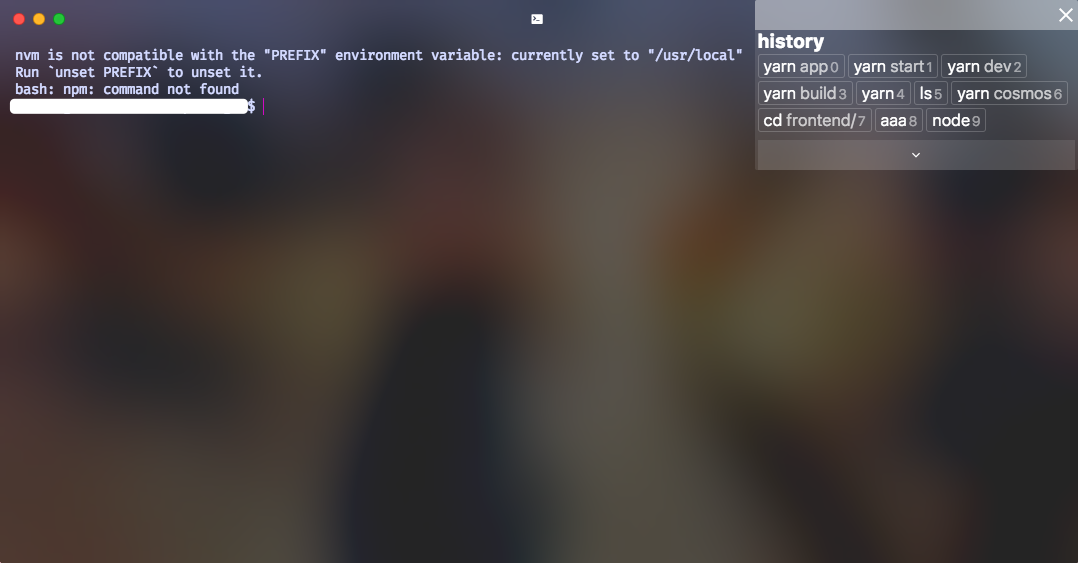 nvm is not compatible with the "PREFIX" environment variable: currently set to "/usr/local"
Run `unset PREFIX` to unset it.
bash: npm: command not found
$
history
yarn app 0 yarn start 1 yarn dev 2
yarn build 3 yarn 4 ls 5 yarn cosmos 6
cd frontend/ 7 aaa 8 node 9